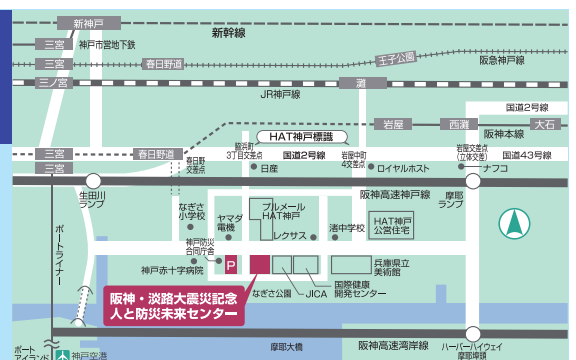 新神戸
新幹線
三宮
神戸市営地下鉄
三宮
春日野道
王子公園
阪急神戸線
三ノ宮
灘
JR神戸線
国道2号線
岩屋
西灘
大石
阪神本線
脇浜町
3丁目交差点
HAT神戸標識
三宮
春日野道
春日野
交差点
国道2号線
岩屋中町
4交差点
岩屋交差点
(立体交差)
国道43号線
三宮
日産
ロイヤルホスト
ナフコ
生田川
ランプ
阪神高速神戸線
摩耶
ランプ
ポートライナー
なぎさ
小学校
ヤマダ
電機
ブルメール
HAT神戸
レクサス
渚中学校
HAT神戸
公営住宅
神戸防災
合同庁舎
神戸赤十字病院
P
なぎさ公園
JICA
国際健康
開発センター
兵庫県立
美術館
阪神・淡路大震災記念
人と防災未来センター
ポート
アイランド
神戸空港
摩耶大橋
阪神高速湾岸線
ハーバーハイウェイ
摩耶埠頭